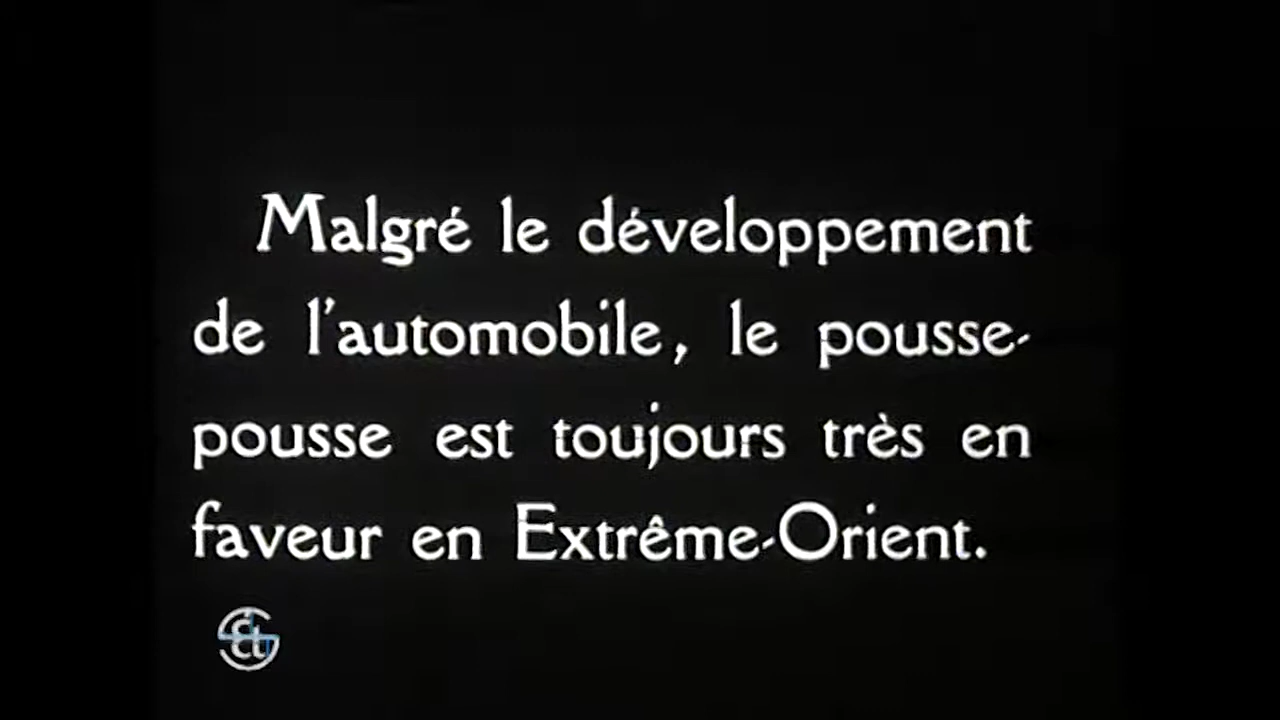 Malgré le développement
de l'automobile, le pousse-
pousse est toujours très en
faveur en Extrême-Orient.